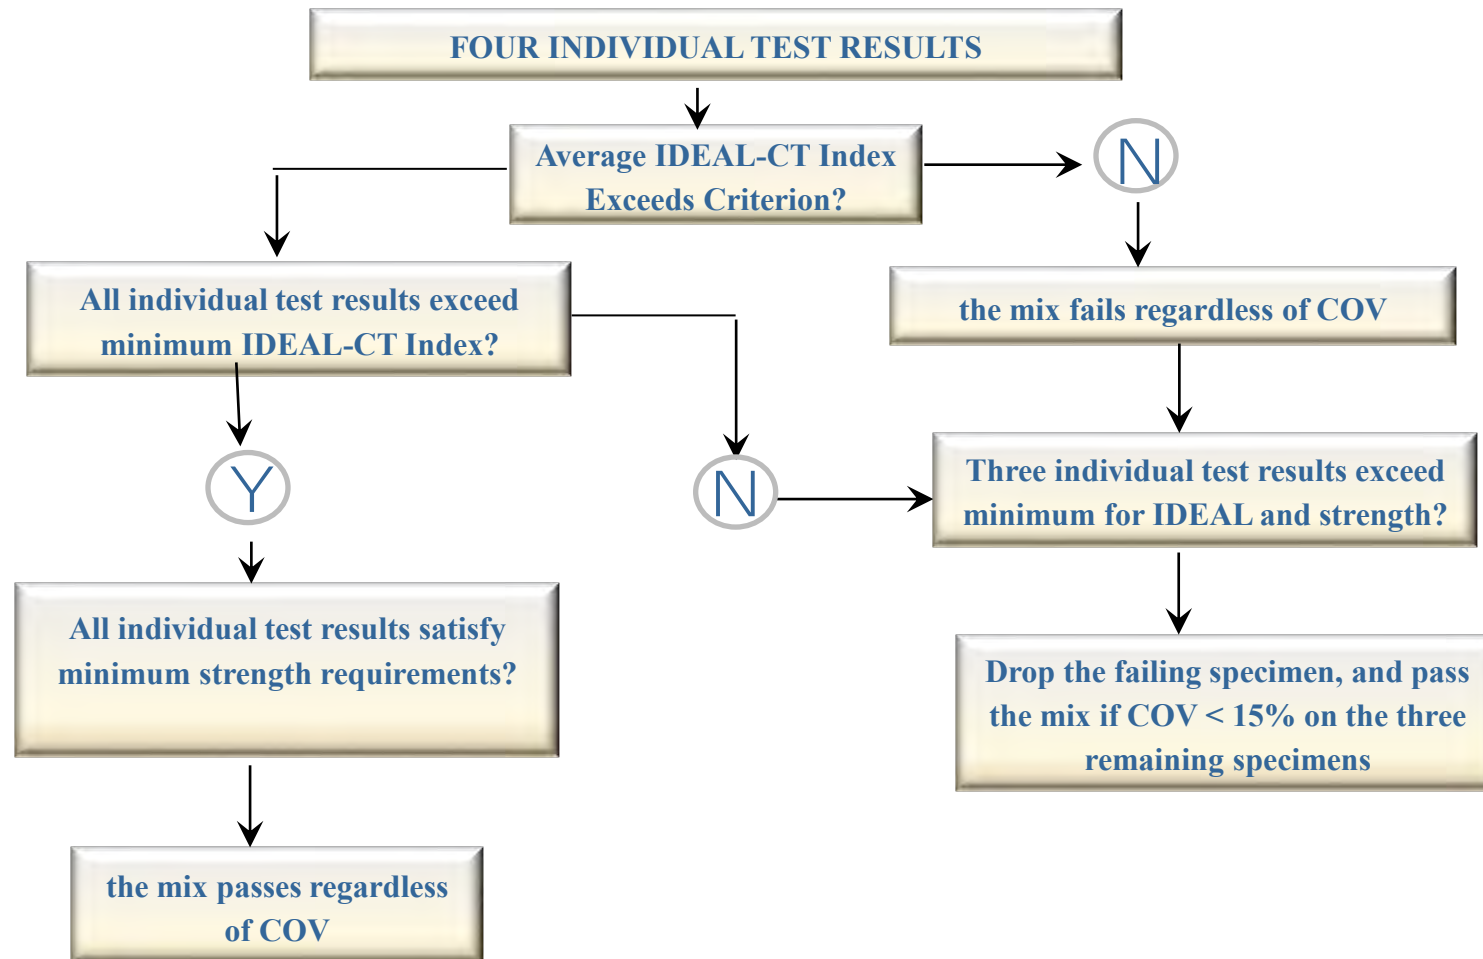 FOUR INDIVIDUAL TEST RESULTS
Average IDEAL-CT Index
Exceeds Criterion?
N
All individual test results exceed
minimum IDEAL-CT Index?
the mix fails regardless of COV
Y
N
Three individual test results exceed
minimum for IDEAL and strength?
All individual test results satisfy
minimum strength requirements?
Drop the failing specimen, and pass
the mix if COV < 15% on the three
remaining specimens
the mix passes regardless
of COV